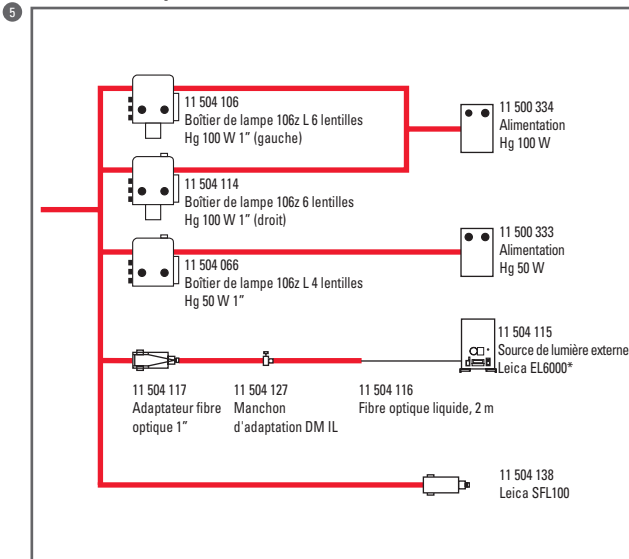 5
11 504 106
Boîtier de lampe 106z L 6 lentilles
Hg 100 W 1” (gauche)
11 500 334
Alimentation
Hg 100 W
11 504 114
Boîtier de lampe 106z 6 lentilles
Hg 100 W 1” (droit)
11 504 066
Boîtier de lampe 106z L 4 lentilles
Hg 50 W 1”
11 500 333
Alimentation
Hg 50 W
11 504 115
Source de lumière externe
Leica EL6000*
11 504 117
Adaptateur fibre
optique 1”
11 504 127
Manchon
d'adaptation DM IL
11 504 116
Fibre optique liquide, 2 m
11 504 138
Leica SFL100